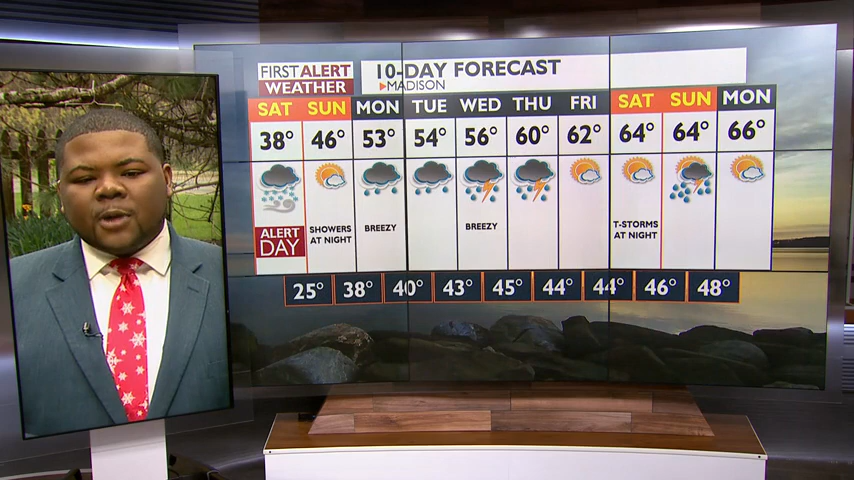 FIRST ALERT
WEATHER
10-DAY FORECAST
MADISON
SAT SUN MON TUE WED THU FRI SAT SUN MON
38° 46° 53° 54° 56° 60° 62° 64° 64° 66°
ALERT
DAY
SHOWERS
AT NIGHT
BREEZY
BREEZY
T-STORMS
AT NIGHT
25° 38° 40° 43° 45° 44° 44° 46° 48°